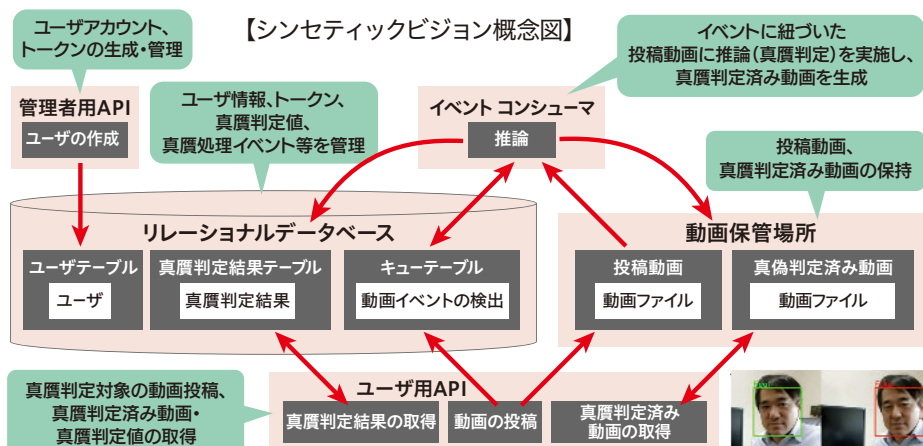 ユーザアカウント、
トークンの生成・管理
【シンセティックビジョン概念図】
イベントに紐づいた
投稿動画に推論（真贋判定）を実施し、
真贋判定済み動画を生成
管理者用API
ユーザの作成
ユーザ情報、トークン、
真贋判定値、
真贋処理イベント等を管理
イベント コンシューマ
推論
投稿動画、
真贋判定済み動画の保持
リレーショナルデータベース
動画保管場所
ユーザテーブル
ユーザ
真贋判定結果テーブル
真贋判定結果
キューテーブル
動画イベントの検出
投稿動画
動画ファイル
真偽判定済み動画
動画ファイル
真贋判定対象の動画投稿、
真贋判定済み動画・
真贋判定値の取得
ユーザ用API
真贋判定結果の取得
動画の投稿
真贋判定済み
動画の取得